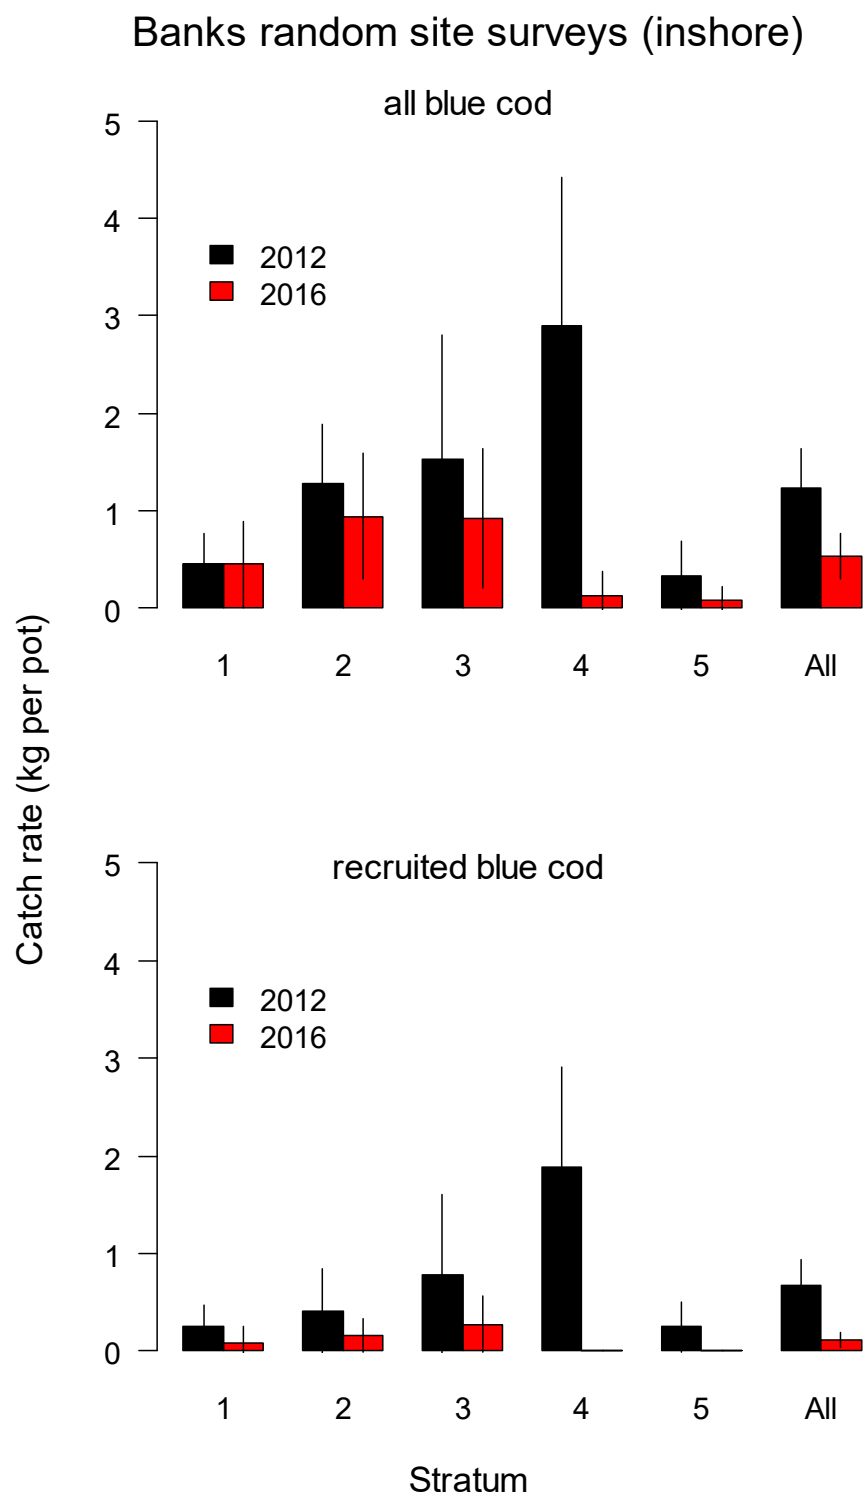 Banks random site surveys (inshore)
all blue cod
5
4
3
2
1
0
2012
2016
1 2 3 4 5 All
Catch rate (kg per pot)
recruited blue cod
5
4
3
2
1
0
2012
2016
1 2 3 4 5 All
Stratum